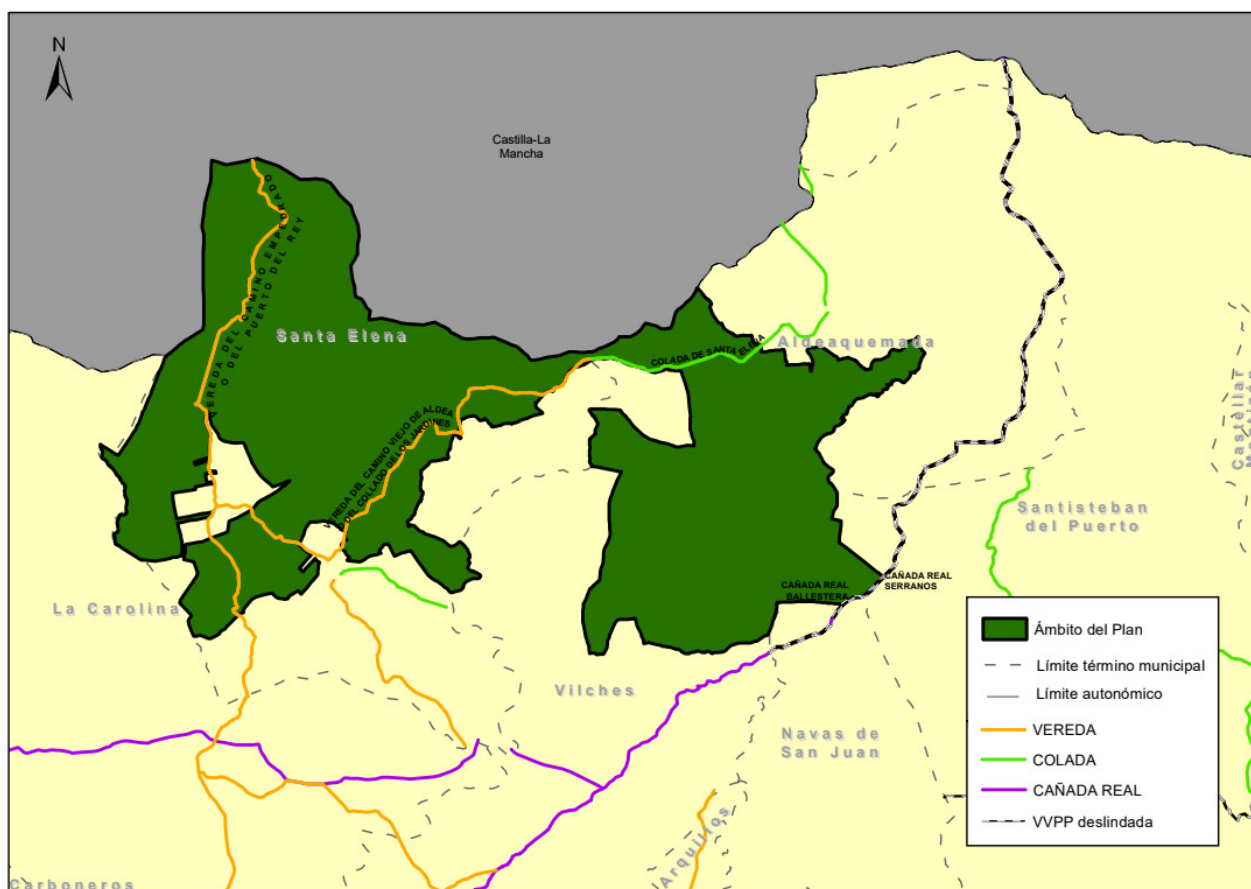 N
Castilla-La
Mancha
VEREDA DEL CAMINO EMPEDRADO
O DEL PUERTO DEL REY
Santa Elena
COLADA DE SANTA ELENA
Aldeaquemada
VEREDA DEL CAMINO VIEJO DE ALDEA
DEL COLLADO DE LOS JARDINES
Castellar
Santisteban
del Puerto
CAÑADA REAL
BALLESTERA
CAÑADA REAL
SERRANOS
La Carolina
Vilches
Navas de
San Juan
Arquillos
Carboneros
Ámbito del Plan
Límite término municipal
Límite autonómico
VEREDA
COLADA
CAÑADA REAL
VVPP deslindada